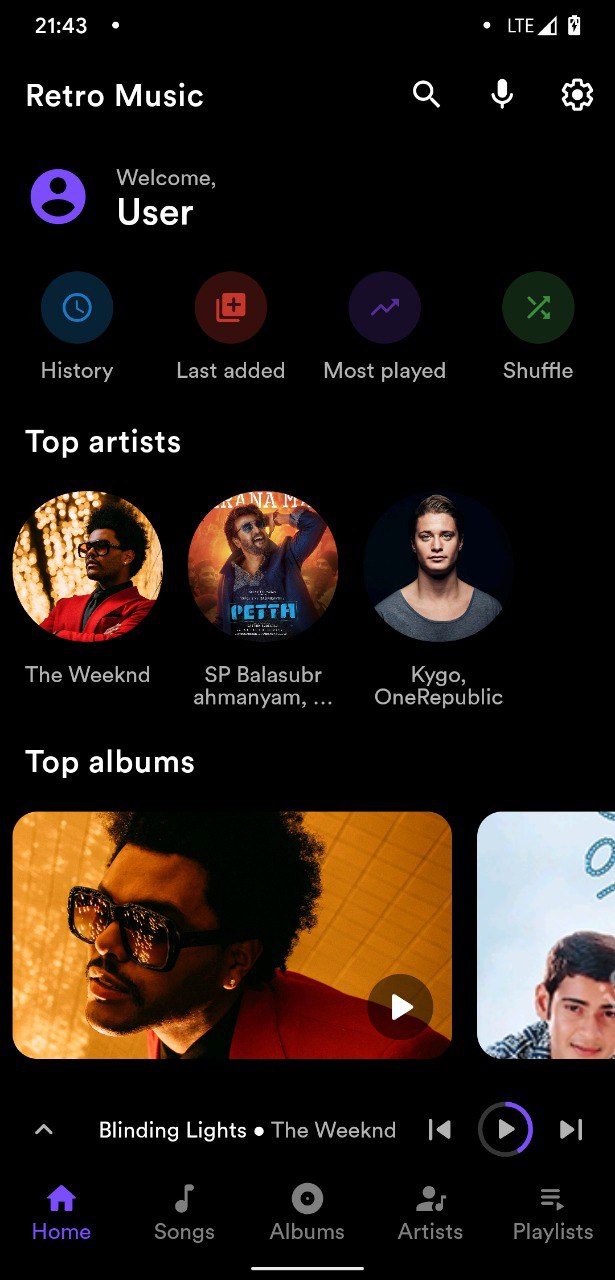 21:43
LTE
Retro Music
Welcome,
User
History
Last added
Most played
Shuffle
Top artists
PETTA
The Weeknd
SP Balasubr
ahmanyam, ...
Kygo,
OneRepublic
Top albums
Blinding Lights • The Weeknd
Home
Songs
Albums
Artists
Playlists